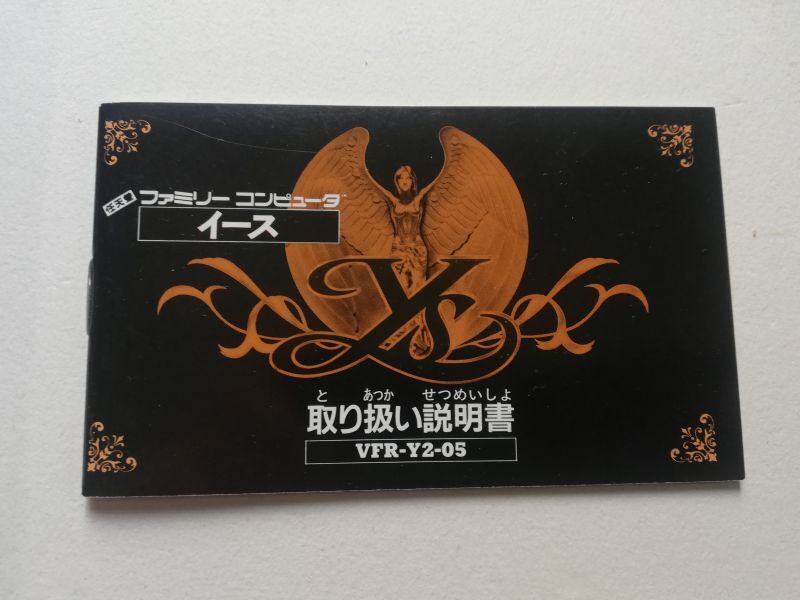 任天堂
ファミリー コンピュータ™
イース
Ys
と あつか せつめいしょ
取り扱い説明書
VFR-Y2-05